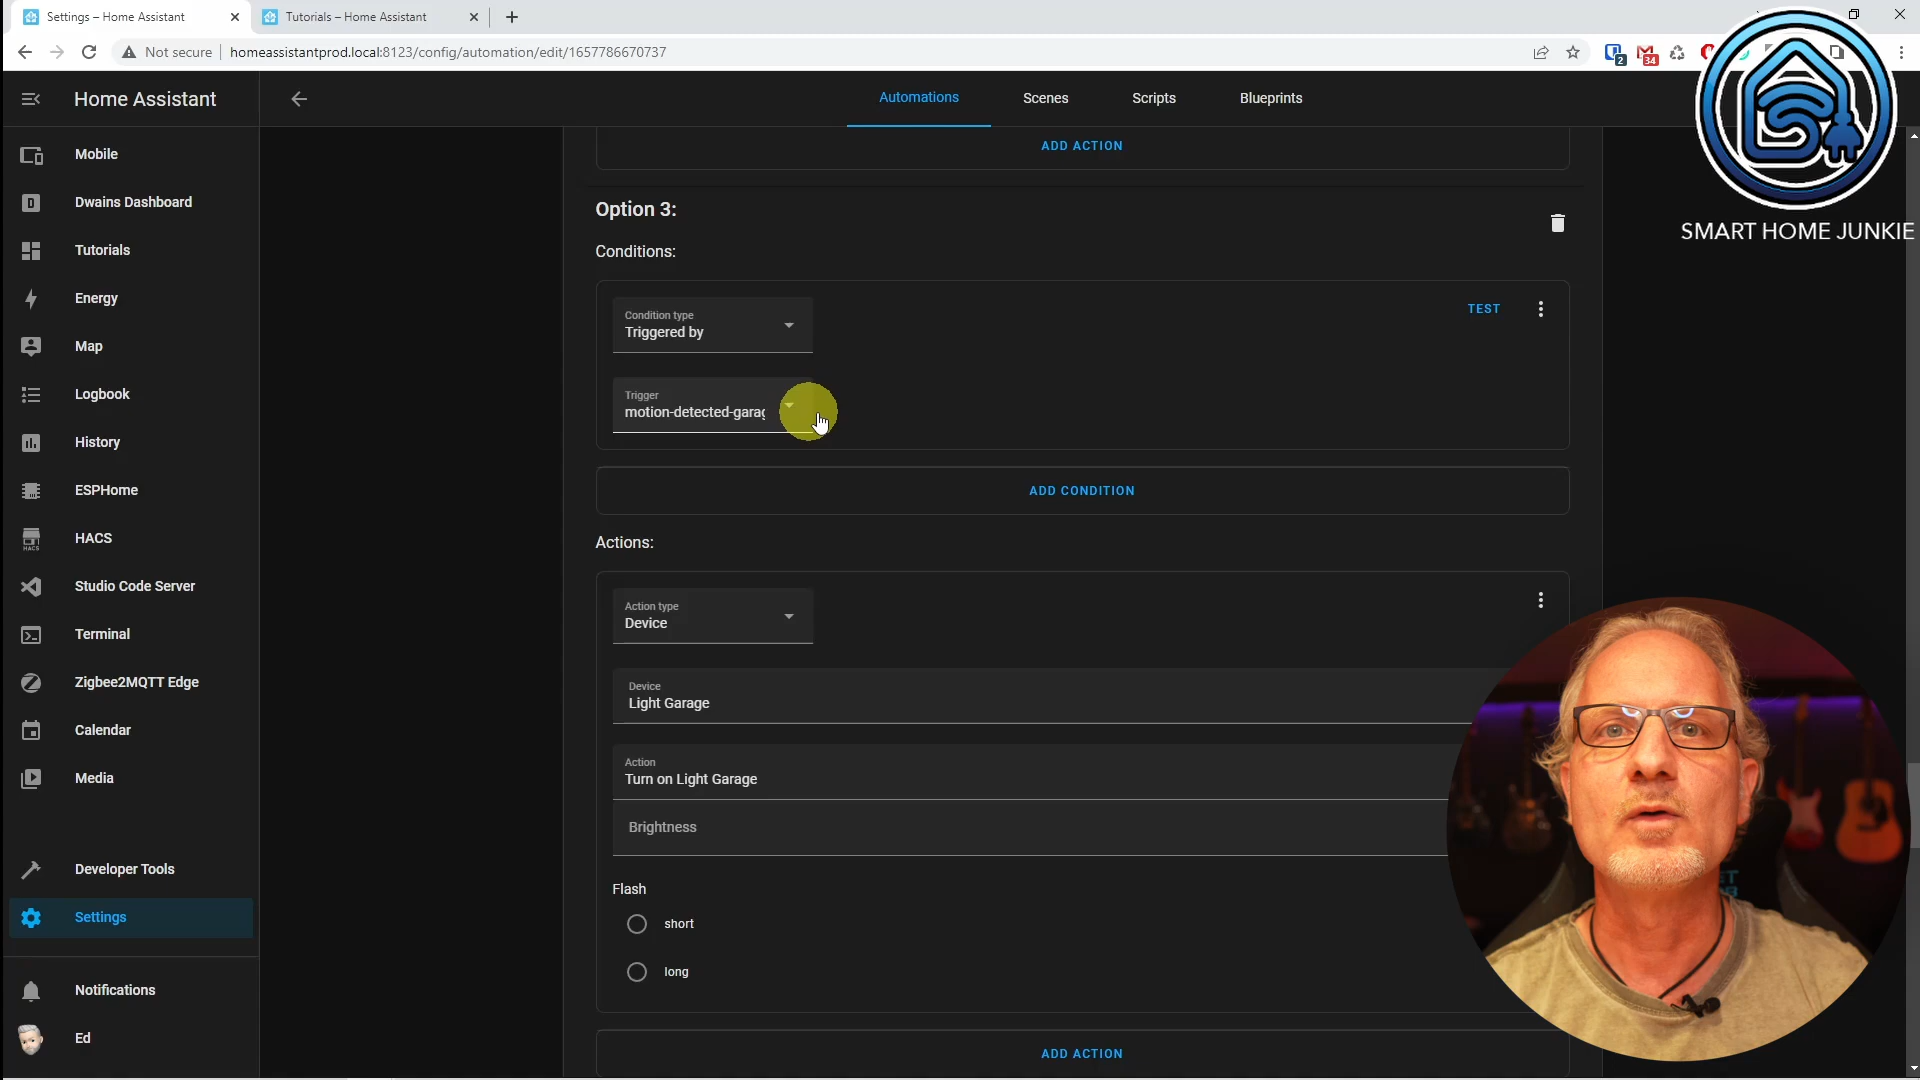 Settings – Home Assistant
Tutorials – Home Assistant
Not secure
homeassistantprod.local:8123/config/automation/edit/1657786670737
2
34
Home Assistant
Automations
Scenes
Scripts
Blueprints
SMART HOME JUNKIE
Mobile
Dwains Dashboard
Tutorials
Energy
Map
Logbook
History
ESPHome
HACS
HACS
Studio Code Server
Terminal
Zigbee2MQTT Edge
Calendar
Media
Developer Tools
Settings
Notifications
Ed
ADD ACTION
Option 3:
Conditions:
Condition type
Triggered by
TEST
Trigger
motion-detected-garag
ADD CONDITION
Actions:
Action type
Device
Device
Light Garage
Action
Turn on Light Garage
Brightness
Flash
short
long
ADD ACTION